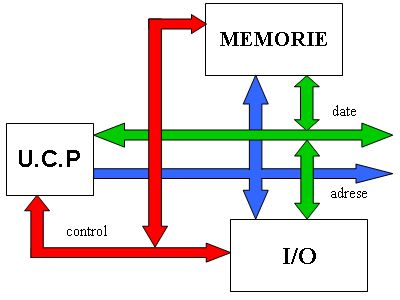 MEMORIE
date
U.C.P
adrese
control
I/O